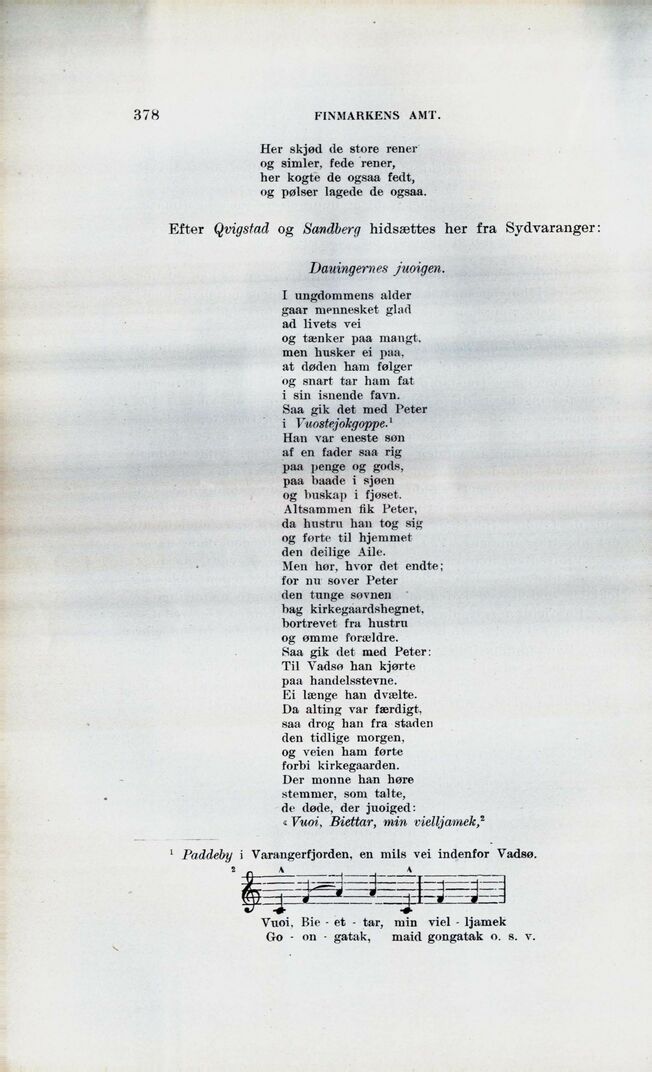 378 FINMARKENS AMT.
Her skjød de store rener
og simler, fede rener,
her kogte de ogsaa fedt,
og pølser lagede de ogsaa.
Efter Qvigstad og Sandberg hidsættes her fra Sydvaranger:
Dauingernes juoigen.
I ungdommens alder
gaar mennesket glad
ad livets vei
og tænker paa mangt,
men husker ei paa,
at døden ham følger
og snart tar ham fat
i sin isnende favn.
Saa gik det med Peter
i Vuostejokgoppe.¹
Han var eneste søn
af en fader saa rig
paa penge og gods,
paa baade i sjøen
og buskap i fjøset.
Altsammen fik Peter,
da hustru han tog sig
og førte til hjemmet
den deilige Aile.
Men hør, hvor det endte;
for nu sover Peter
den tunge søvnen
bag kirkegaardshegnet,
bortrevet fra hustru
og ømme forældre.
Saa gik det med Peter:
Til Vadsø han kjørte
paa handelsstevne.
Ei længe han dvælte.
Da alting var færdigt,
saa drog han fra staden
den tidlige morgen,
og veien ham førte
forbi kirkegaarden.
Der monne han høre
stemmer, som talte,
de døde, der juoiged:
« Vuoi, Biettar, min vielljamek,²
¹ Paddeby i Varangerfjorden, en mils vei indenfor Vadsø.
²
Vuoi, Bie - et - tar, min viel - ljamek
Go - on - gatak, maid gongatak o. s. v.